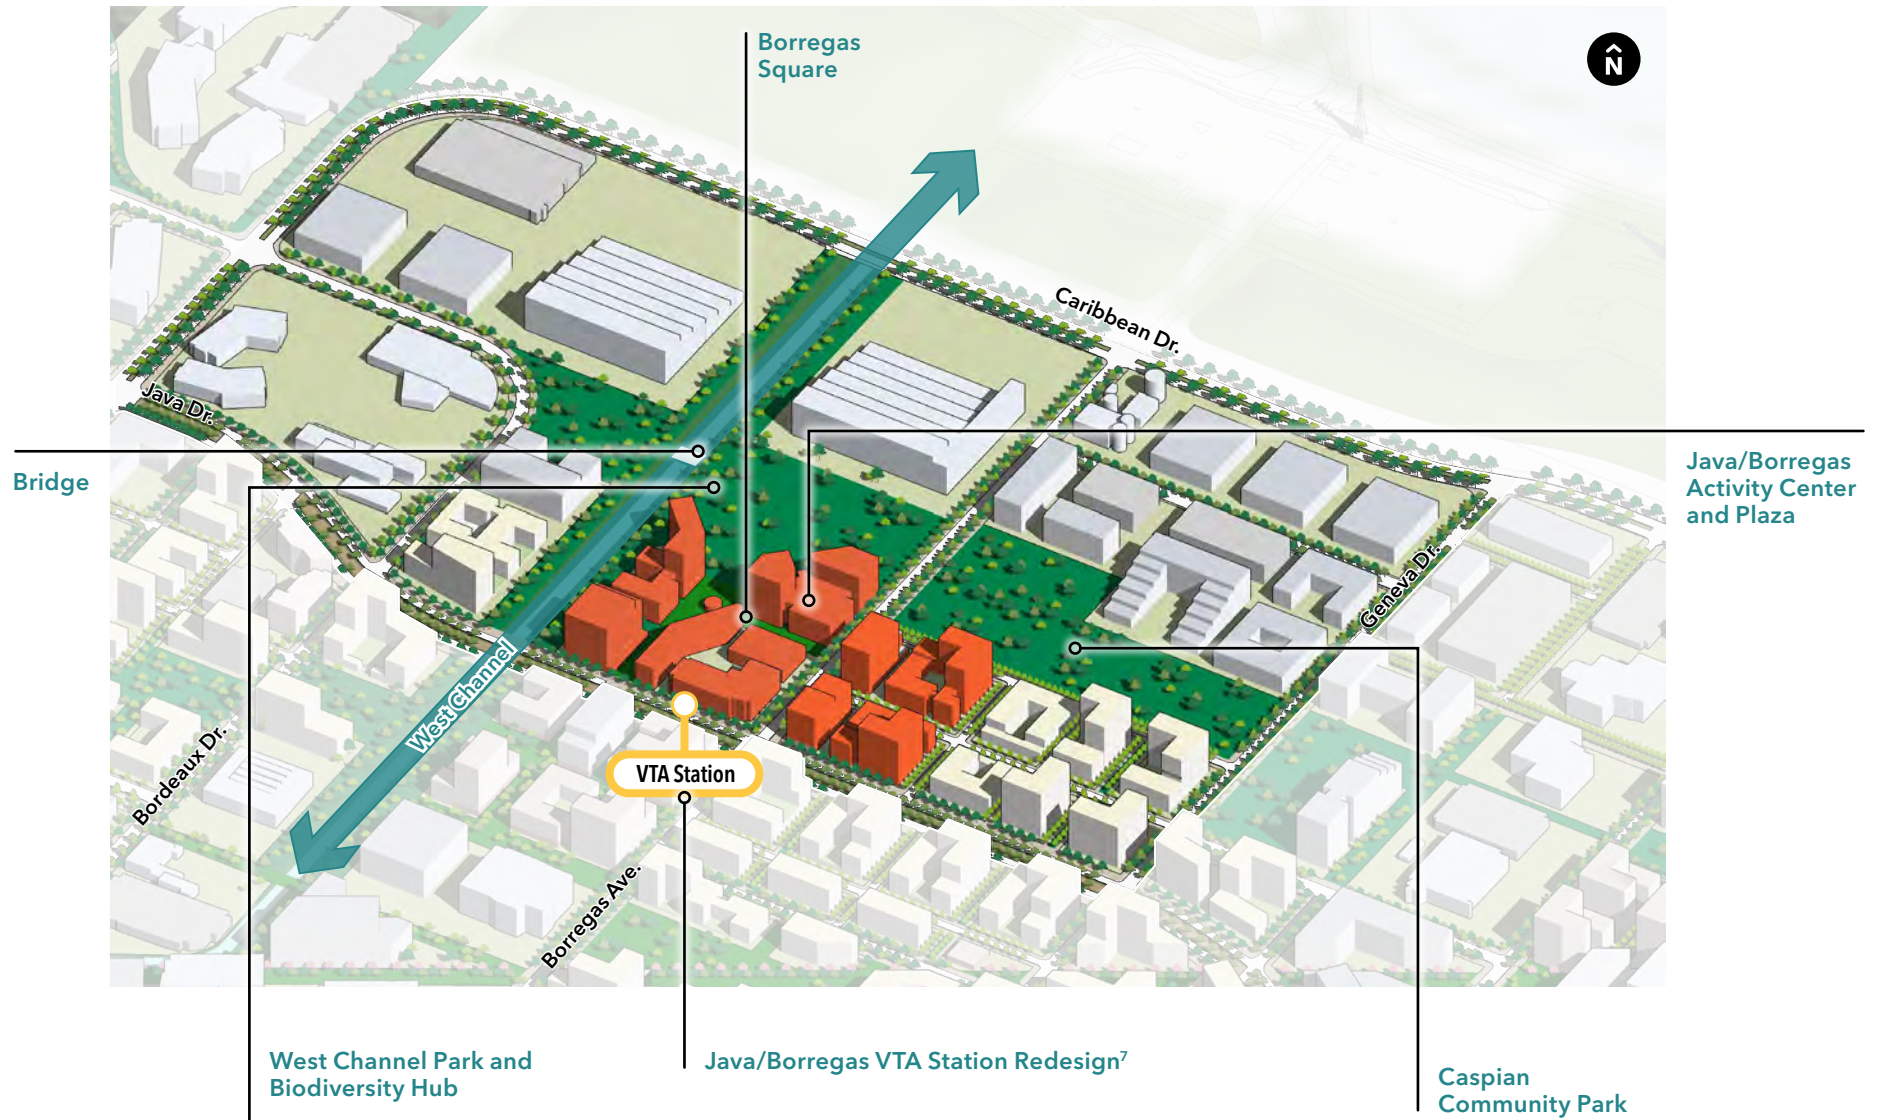 Borregas
Square
N
Caribbean Dr.
Java Dr.
Bridge
Java/Borregas
Activity Center
and Plaza
Geneva Dr.
West Channel
Bordeaux Dr.
VTA Station
Borregas Ave.
West Channel Park and
Biodiversity Hub
Java/Borregas VTA Station Redesign⁷
Caspian
Community Park